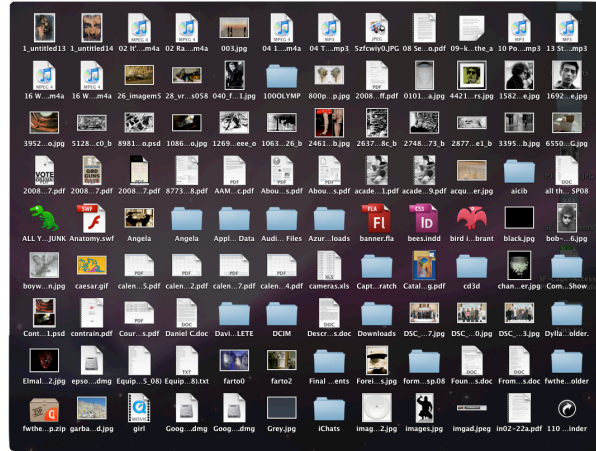 1_untitled13 1_untitled14 02 It'...m4a 02 Ra...m4a 003.jpg 04 1...m4a 04 T...mp3 Szfcwiy0.JPG 08 Se...o.pdf 09-k...the_a 10 Po...mp3 13 St...mp3
16 W...m4a 16 W...m4a 26_imagem5 28_vr...s058 040_f...1.jpg 100OLYMP 800p...p.jpg 2008...ff.pdf 0101...a.jpg 4421...rs.jpg 1582...e.jpg 1692...e.jpg
3952...o.jpg 5128...c0_b 8981...o.psd 1086...o.jpg 1269...eee_o 1063...26_b 2461...b.jpg 2637...8c_b 2748...73_b 2877...e1_b 3395...b.jpg 6550...G.jpg
2008...7.pdf 2008...7.pdf 2008...7.pdf 8773...8.pdf AAM...c.pdf Abou...s.pdf Abou...s.pdf acade...1.pdf acade...9.pdf acqu...er.jpg aicib all th... SP08
ALL Y...JUNK Anatomy.swf Angela Angela Appl... Data Audi... Files Azur...loads banner.fla bees.indd bird i...brant black.jpg bob-...6.jpg
boyw...n.jpg caesar.gif calen...5.pdf calen...2.pdf calen...7.pdf calen...4.pdf cameras.xls Capt...ratch Catal...g.pdf cd3d chan...er.jpg Com...Show
Cont...1.psd contrain.pdf Cour...s.pdf Daniel C.doc Davi...LETE DCIM Descr...s.doc Downloads DSC_...7.jpg DSC_...0.jpg DSC_...3.jpg Dylla...older.
Elmal...2.jpg epso...dmg Equip...5_08) Equip...8).txt farto0 farto2 Final ...ents Forei...s.jpg form...sp.08 Foun...s.doc From...s.doc fwthe...older
fwthe...p.zip garba...d.jpg girl Goog...dmg Goog...dmg Grey.jpg iChats imag...2.jpg images.jpg imgad.jpeg in02-22a.pdf 110 ...inder